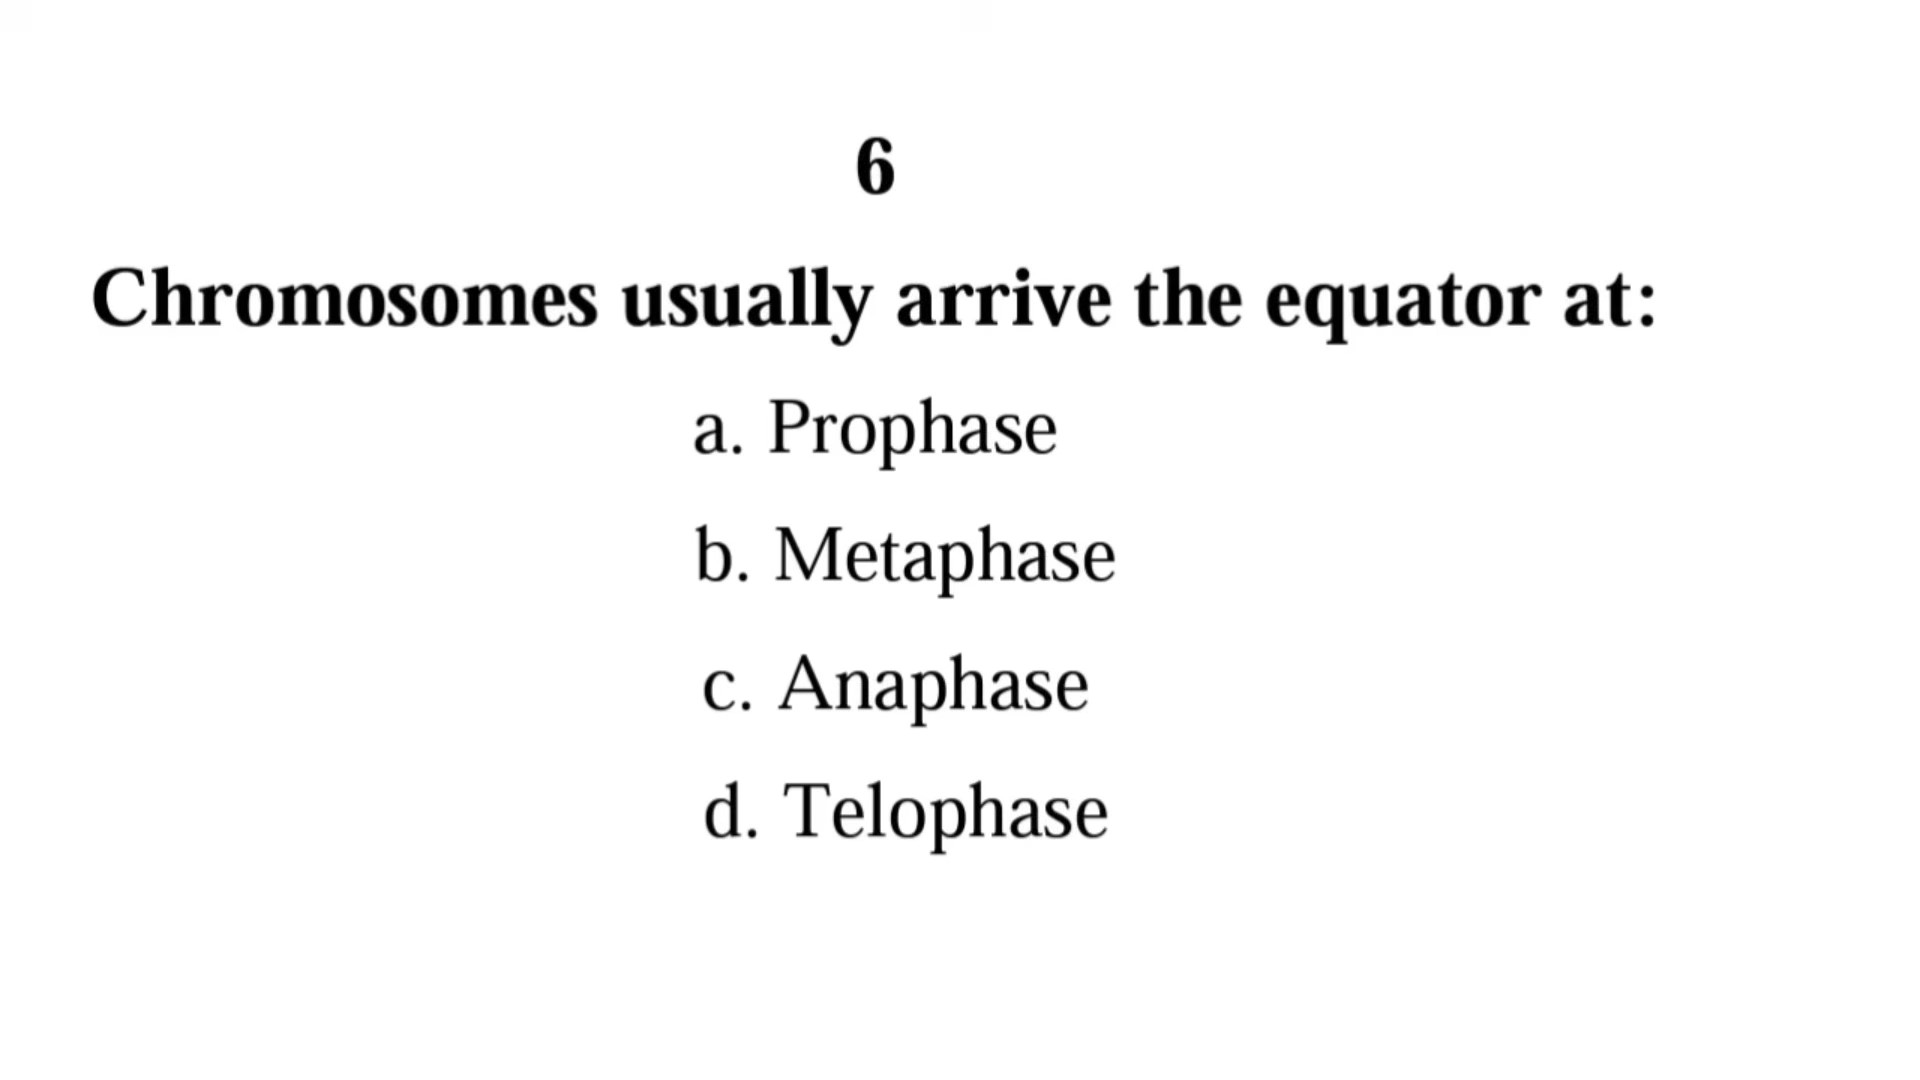 6
Chromosomes usually arrive the equator at:
a. Prophase
b. Metaphase
c. Anaphase
d. Telophase